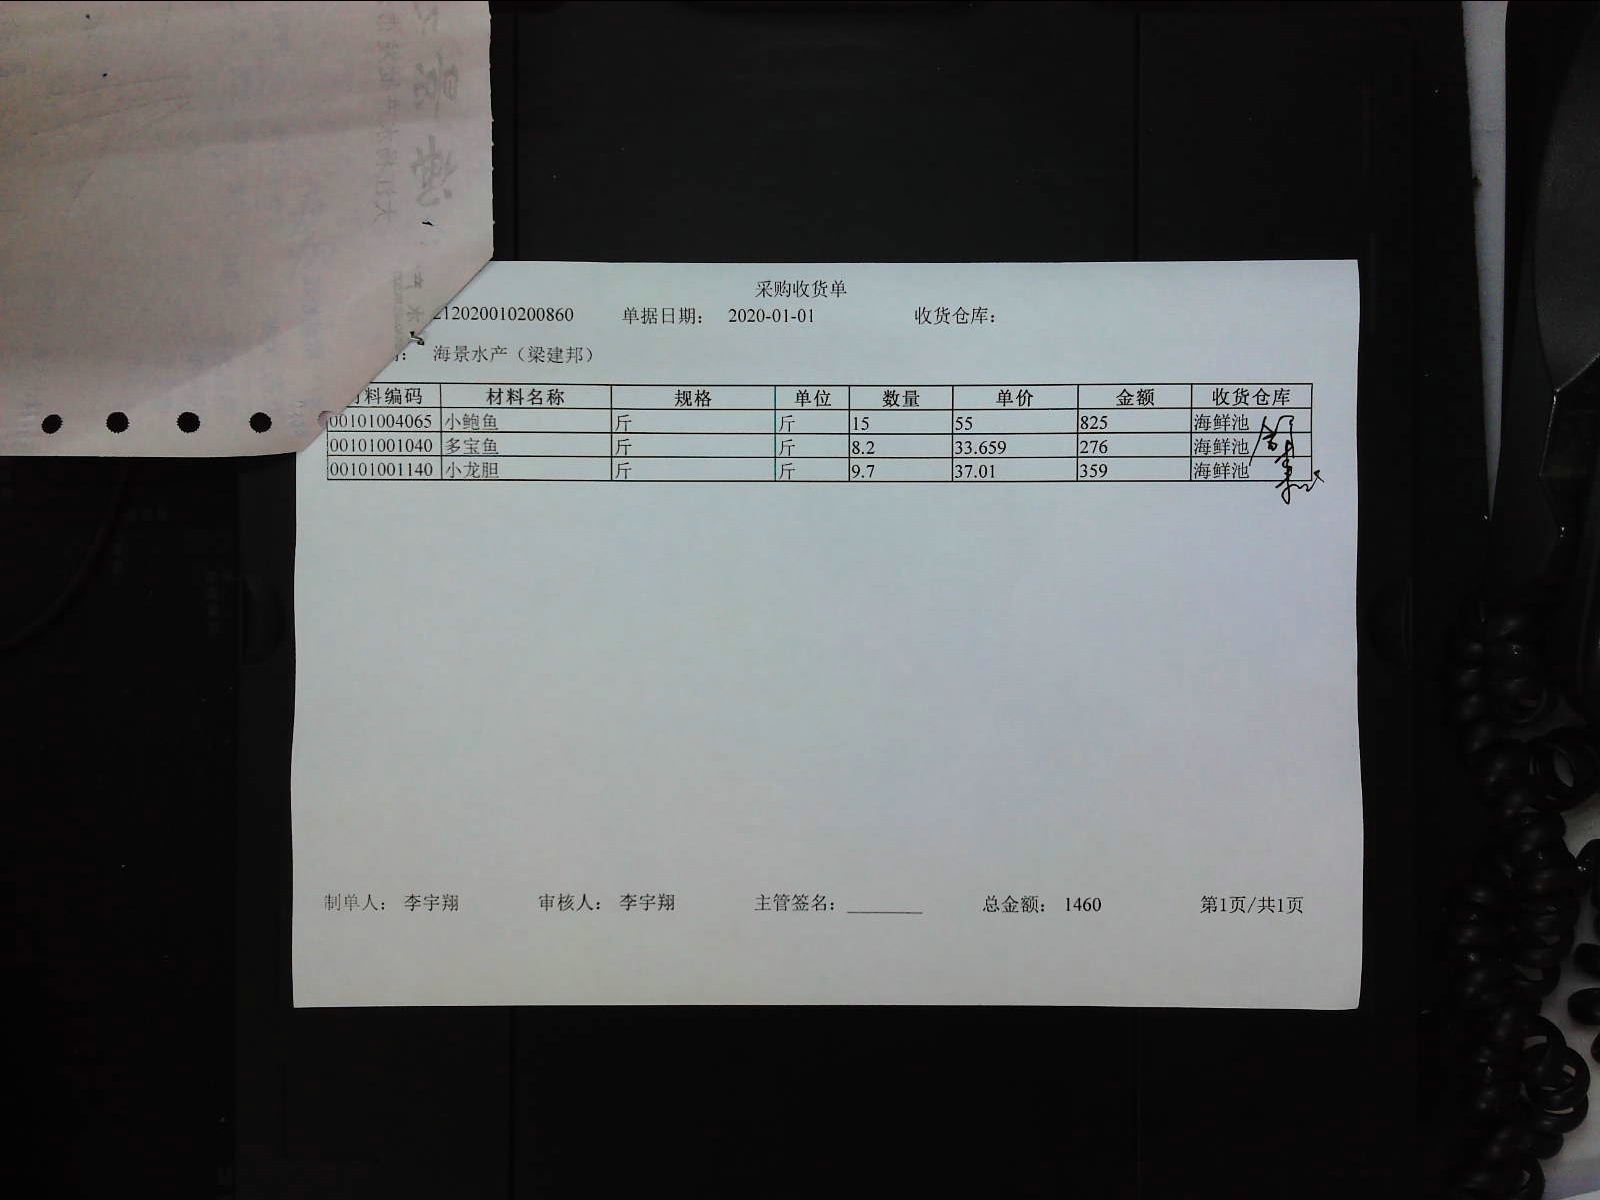 采购收货单
212020010200860 单据日期: 2020-01-01 收货仓库:
海景水产（梁建邦）
材料编码 材料名称 规格 单位 数量 单价 金额 收货仓库
00101004065 小鲍鱼 斤 斤 15 55 825 海鲜池
00101001040 多宝鱼 斤 斤 8.2 33.659 276 海鲜池
00101001140 小龙胆 斤 斤 9.7 37.01 359 海鲜池
制单人: 李宇翔 审核人: 李宇翔 主管签名: ________ 总金额: 1460 第1页/共1页